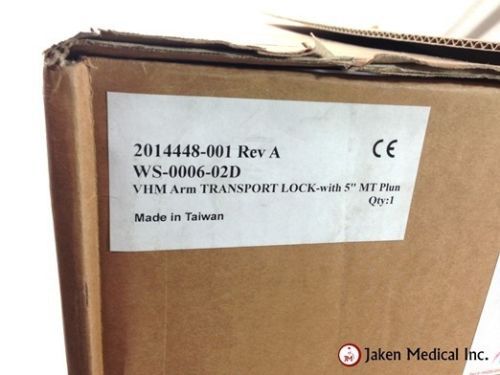 2014448-001 Rev A
CE
WS-0006-02D
VHM Arm TRANSPORT LOCK-with 5" MT Plun
Qty:1
Made in Taiwan
Jaken Medical Inc.